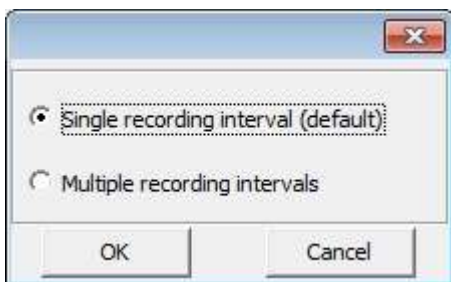 Single recording interval (default)
Multiple recording intervals
OK Cancel